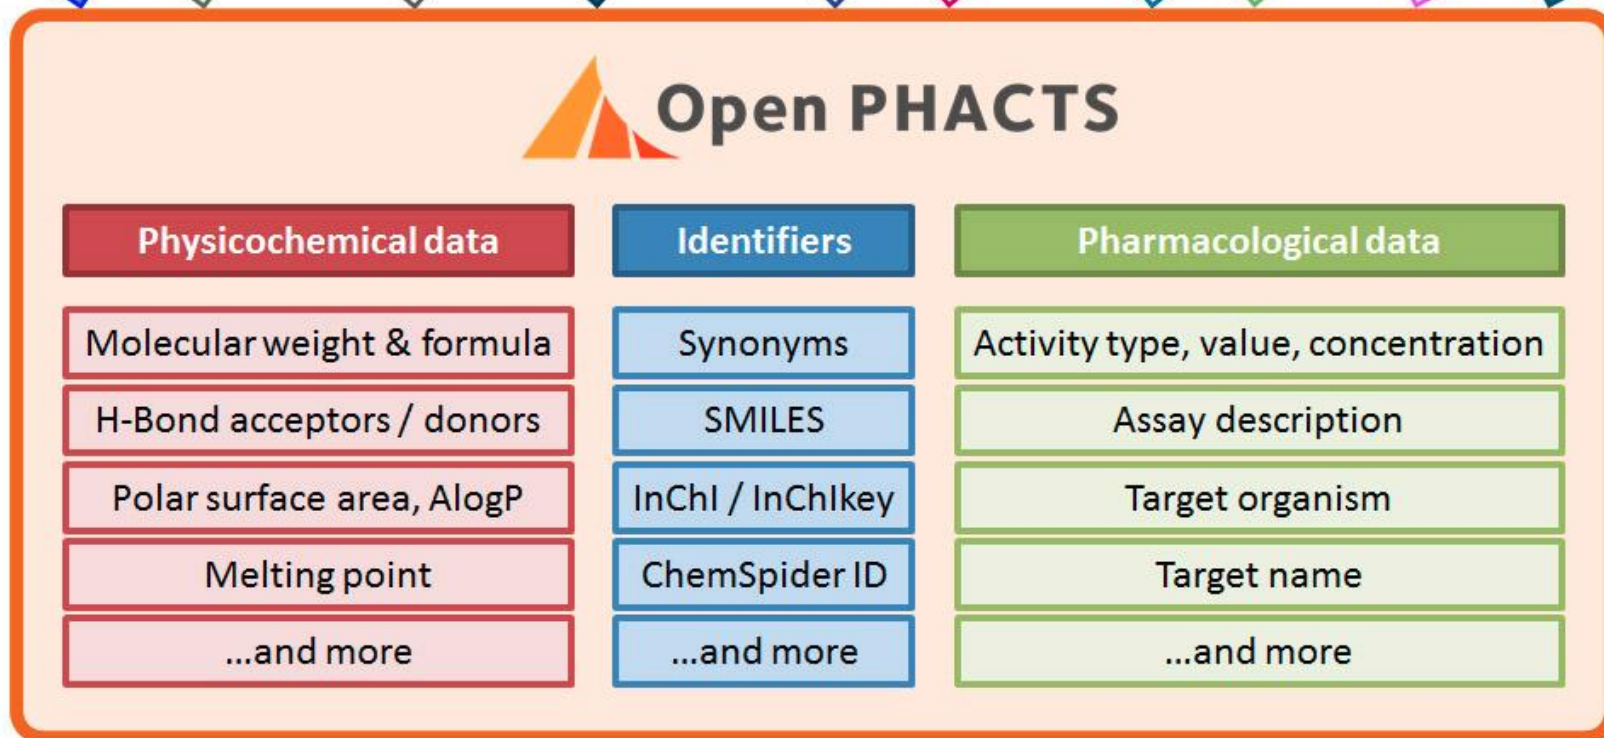 Open PHACTS
Physicochemical data
Molecular weight & formula
H-Bond acceptors / donors
Polar surface area, AlogP
Melting point
...and more
Identifiers
Synonyms
SMILES
InChI / InChIkey
ChemSpider ID
...and more
Pharmacological data
Activity type, value, concentration
Assay description
Target organism
Target name
...and more